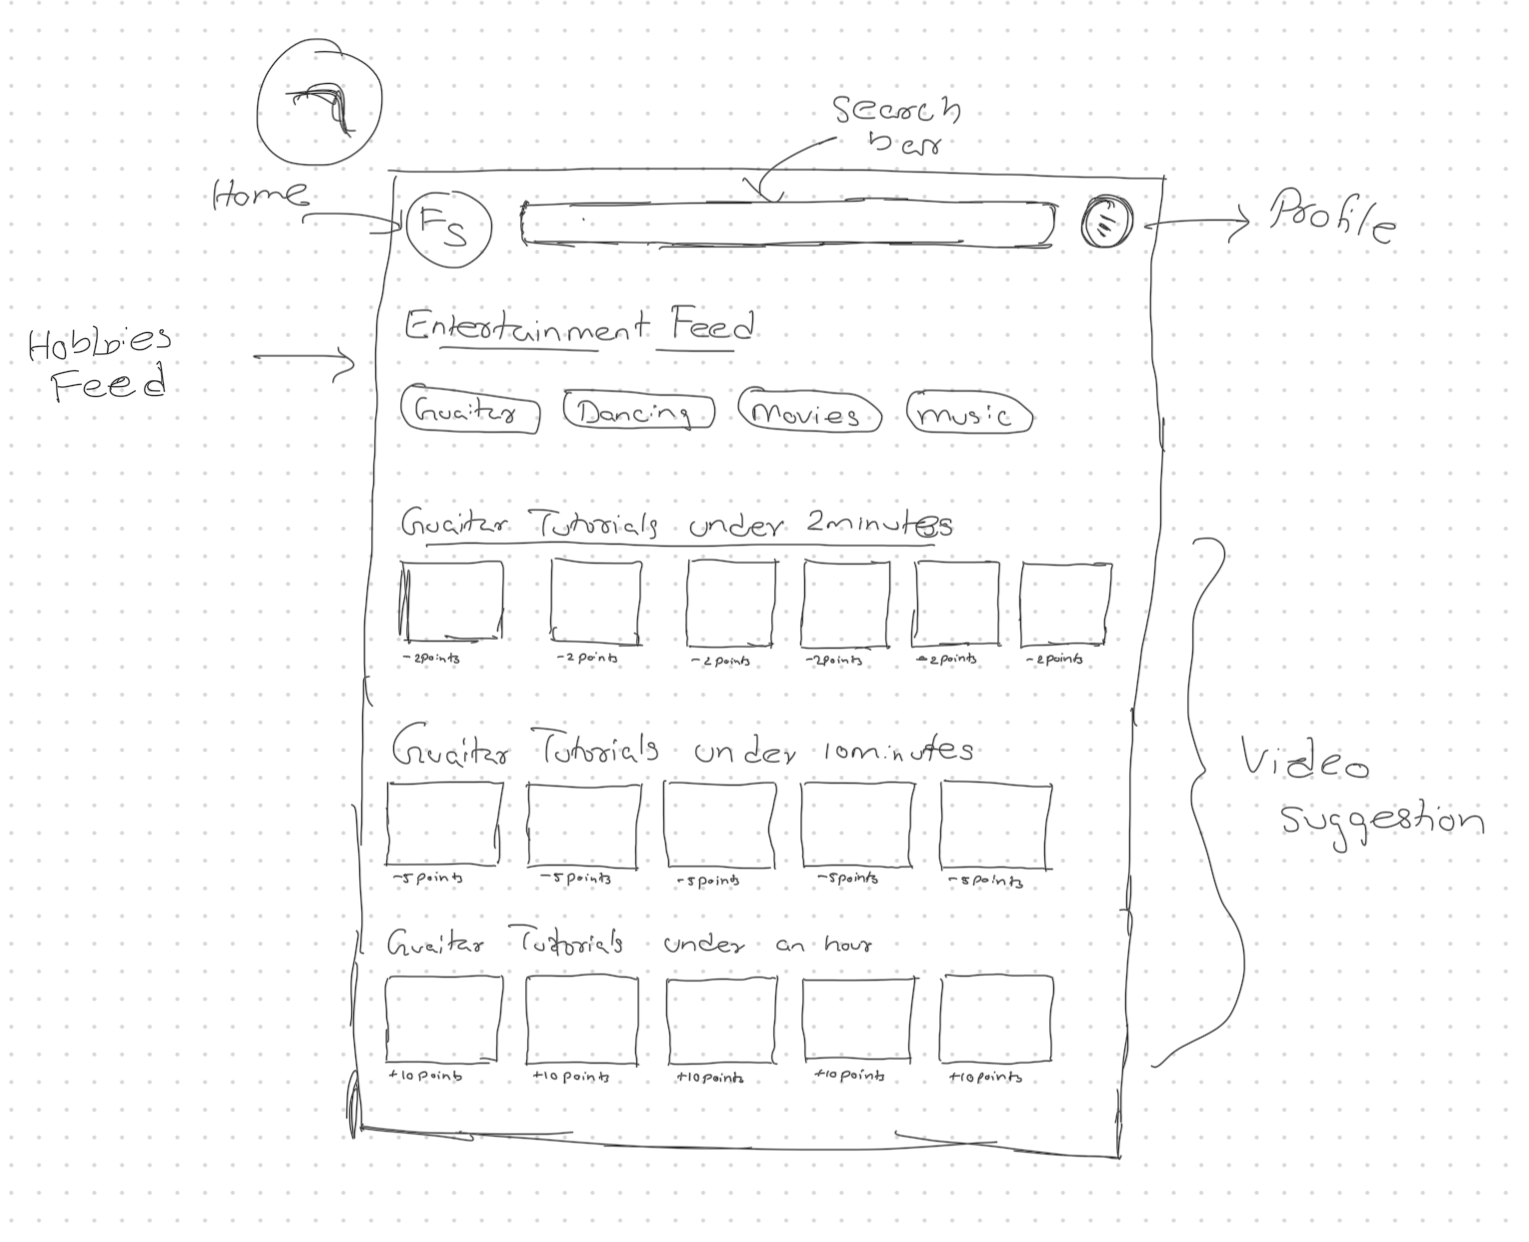 Search
bar
Home
FS
Profile
Entertainment Feed
Hobbies
Feed
Guaitar
Dancing
Movies
music
Guaitar Tutorials under 2minutes
-2points
-2points
-2points
-2points
-2points
-2points
Guaitar Tutorials under 10minutes
-5points
-5points
-5points
-5points
-5points
Video
suggestion
Guaitar Tutorials under an hour
+10points
+10points
+10points
+10points
+10points